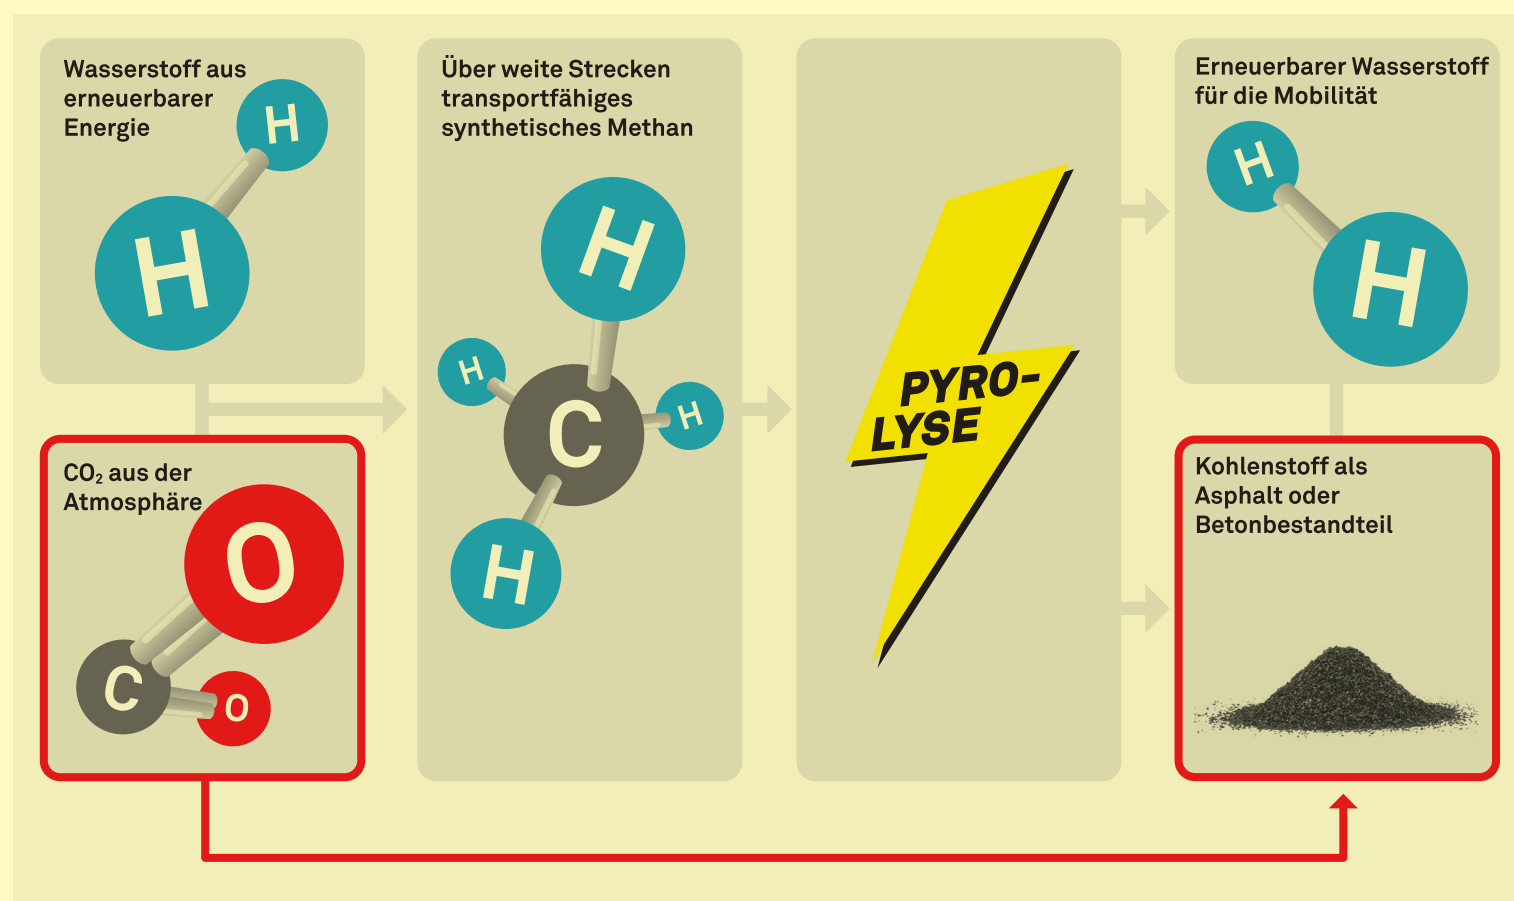 Wasserstoff aus
erneuerbarer
Energie
H
H
CO₂ aus der
Atmosphäre
O
C
O
Über weite Strecken
transportfähiges
synthetisches Methan
H
H
C
H
H
PYRO-
LYSE
Erneuerbarer Wasserstoff
für die Mobilität
H
H
Kohlenstoff als
Asphalt oder
Betonbestandteil